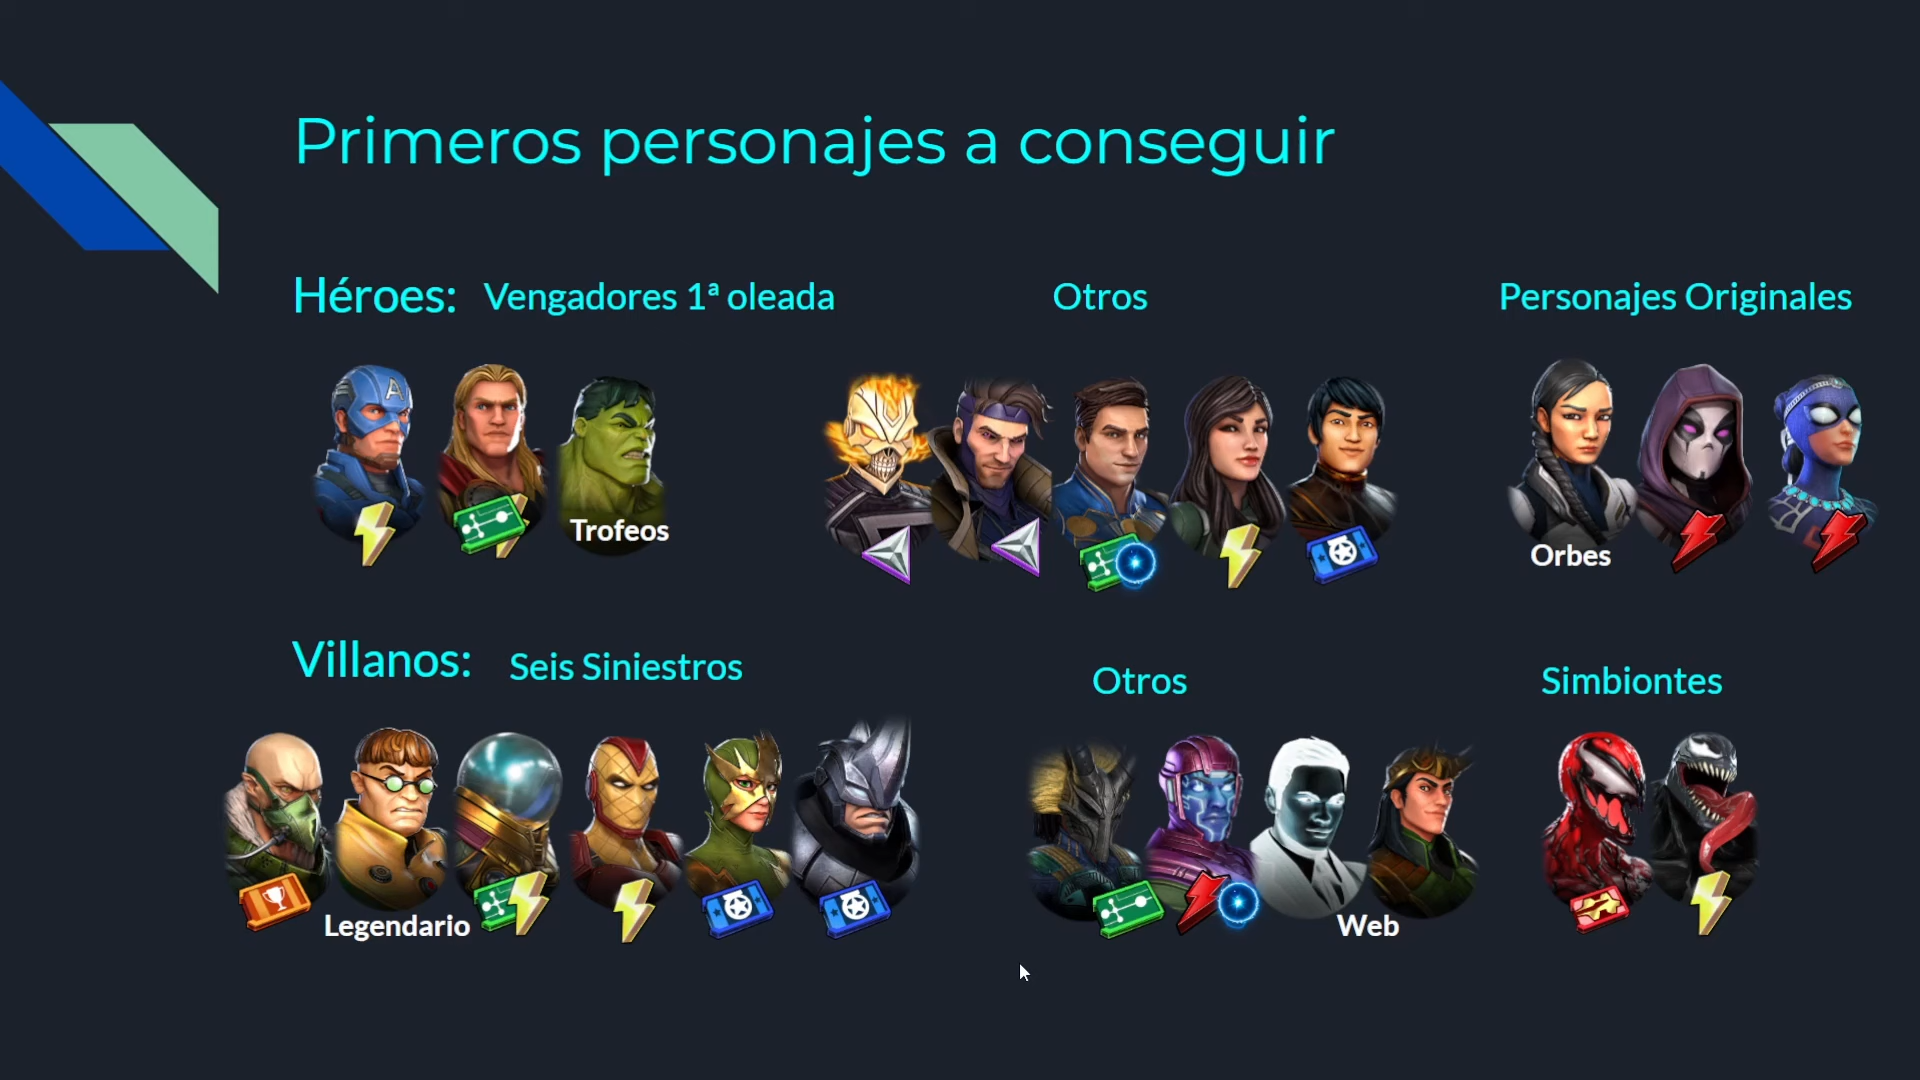 Primeros personajes a conseguir
Héroes:
Vengadores 1ª oleada
Otros
Personajes Originales
Trofeos
Orbes
Villanos:
Seis Siniestros
Otros
Simbiontes
Legendario
Web